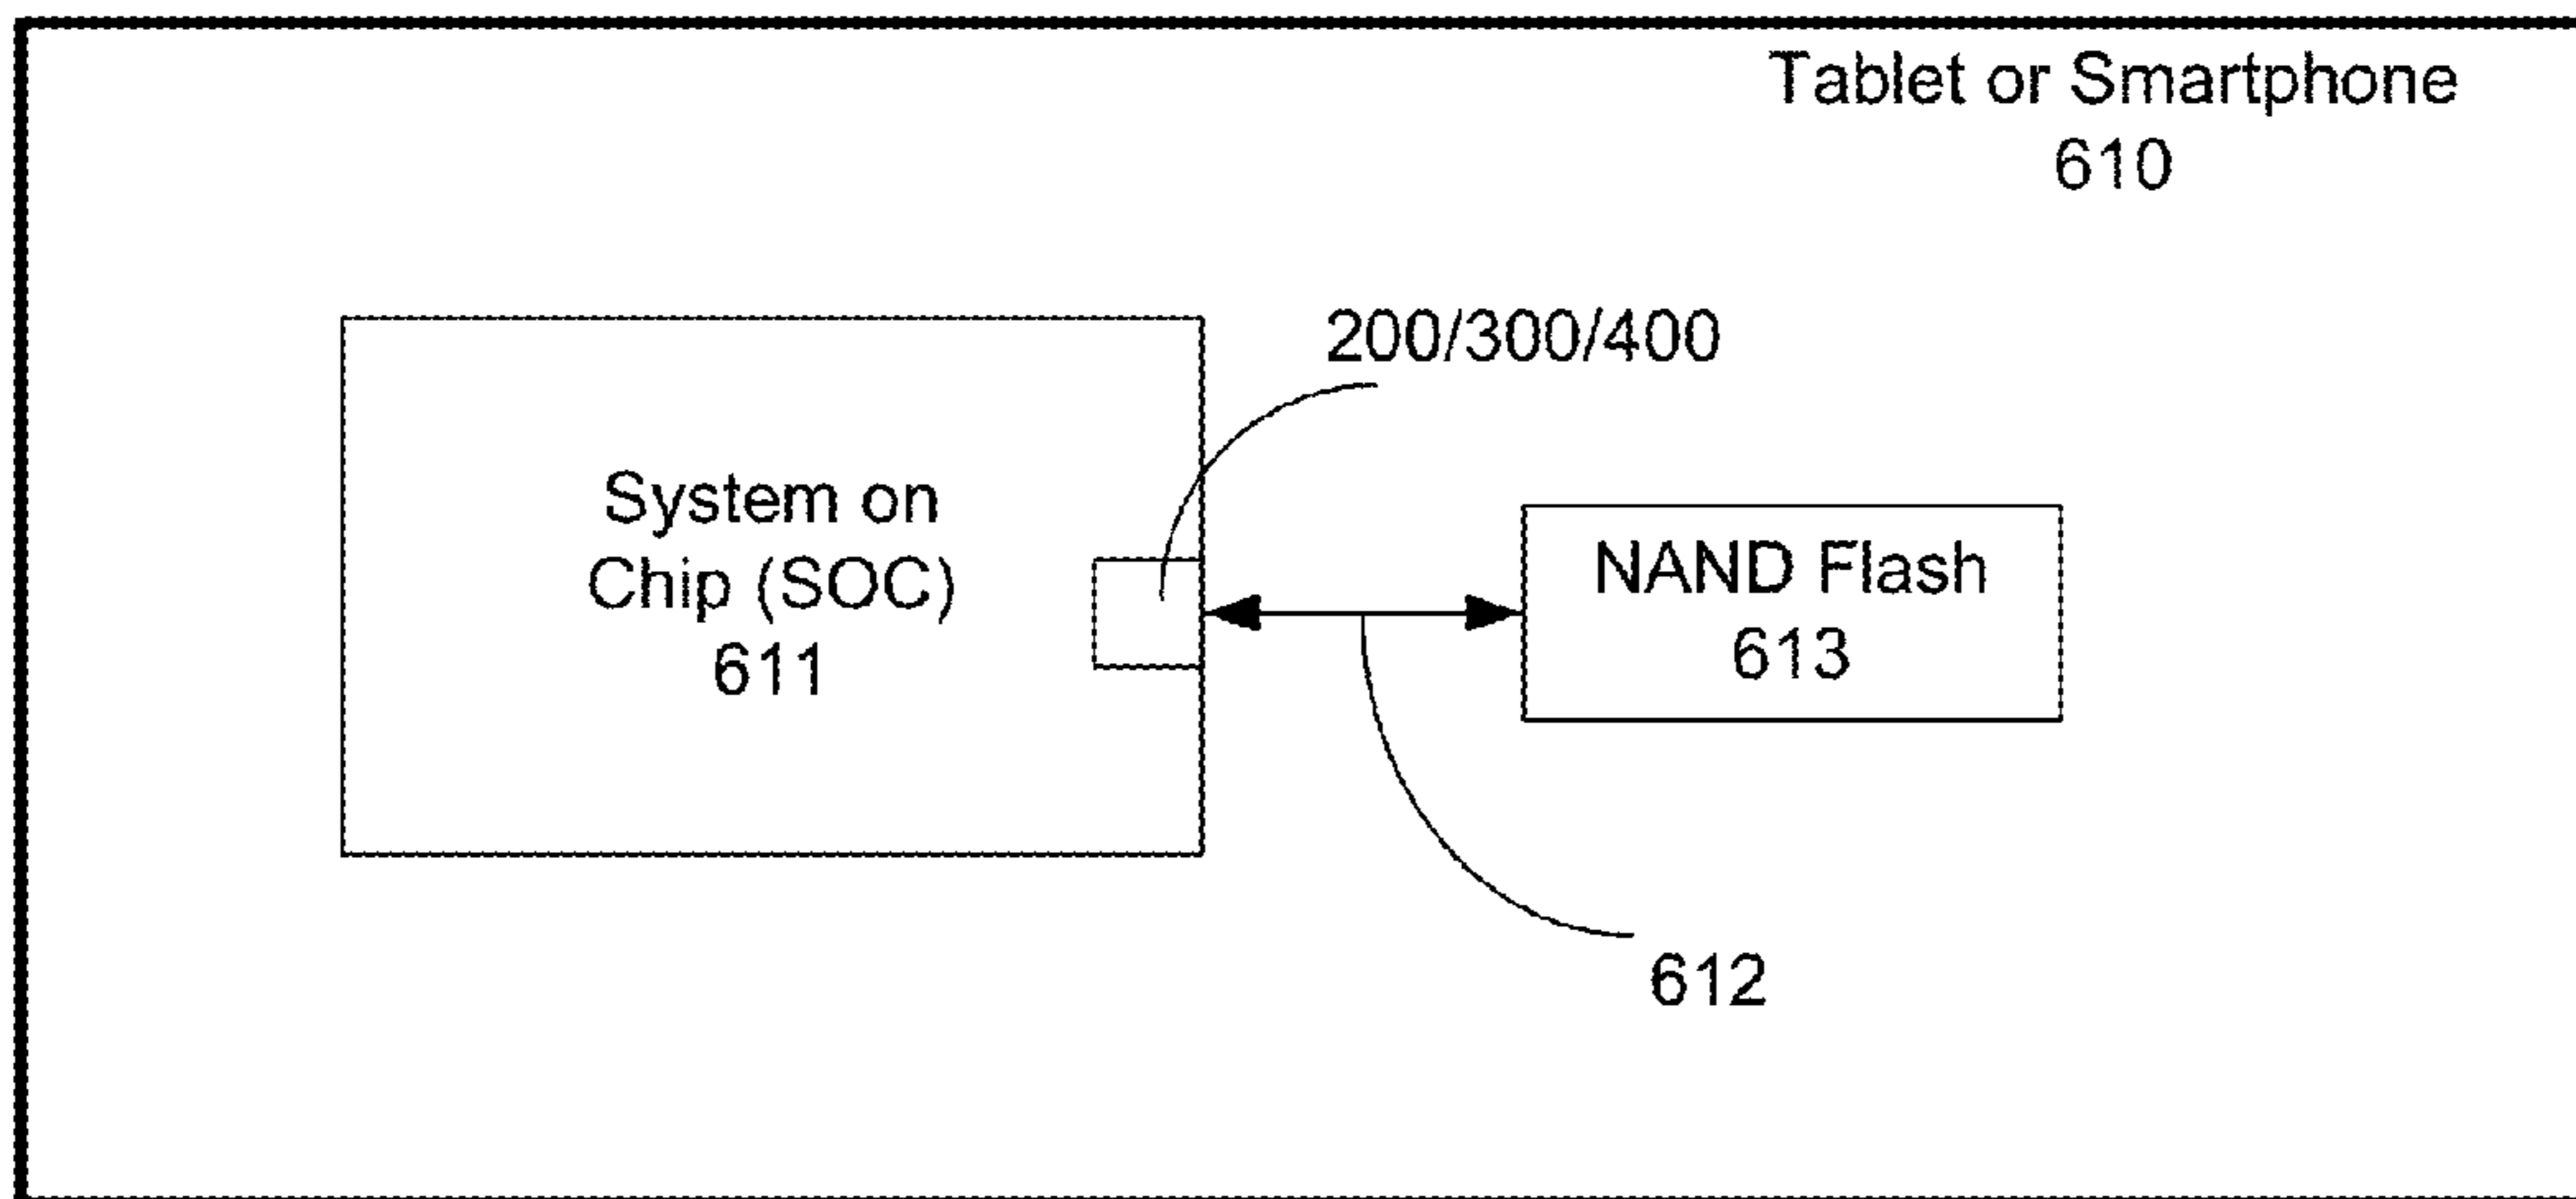 Tablet or Smartphone
610
200/300/400
System on
Chip (SOC)
611
NAND Flash
613
612